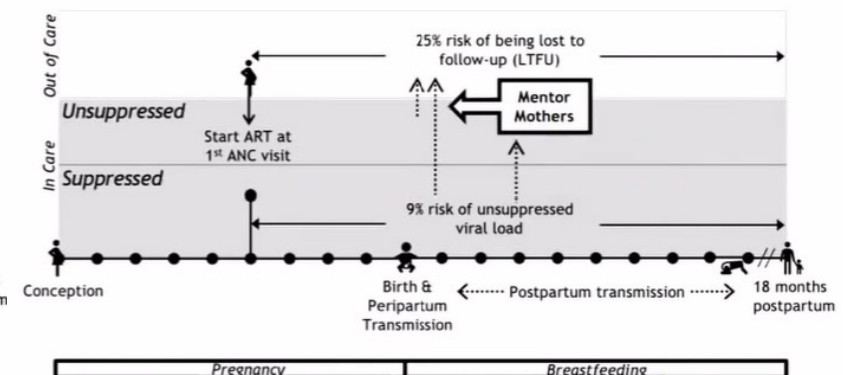 Out of Care
In Care
25% risk of being lost to
follow-up (LTFU)
Unsuppressed
Mentor
Mothers
Start ART at
1st ANC visit
Suppressed
9% risk of unsuppressed
viral load
m
Conception
Birth &
Peripartum
Transmission
Postpartum transmission
18 months
postpartum
Pregnancy
Breastfeeding